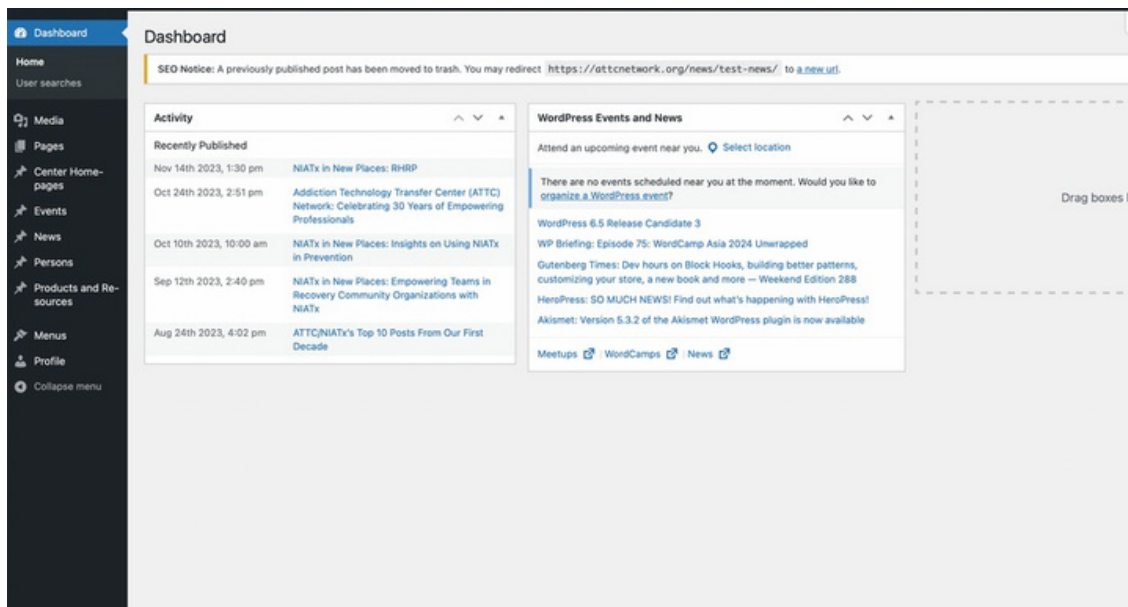 Dashboard
Home
User searches
Media
Pages
Center Home-
pages
Events
News
Persons
Products and Re-
sources
Menus
Profile
Collapse menu
Dashboard
SEO Notice: A previously published post has been moved to trash. You may redirect https://attcnetwork.org/news/test-news/ to a new url.
Activity
Recently Published
Nov 14th 2023, 1:30 pm NIATx in New Places: RHRP
Oct 24th 2023, 2:51 pm Addiction Technology Transfer Center (ATTC)
Network: Celebrating 30 Years of Empowering
Professionals
Oct 10th 2023, 10:00 am NIATx in New Places: Insights on Using NIATx
in Prevention
Sep 12th 2023, 2:40 pm NIATx in New Places: Empowering Teams in
Recovery Community Organizations with
NIATx
Aug 24th 2023, 4:02 pm ATTC/NIATx's Top 10 Posts From Our First
Decade
WordPress Events and News
Attend an upcoming event near you. Select location
There are no events scheduled near you at the moment. Would you like to
organize a WordPress event?
WordPress 6.5 Release Candidate 3
WP Briefing: Episode 75: WordCamp Asia 2024 Unwrapped
Gutenberg Times: Dev hours on Block Hooks, building better patterns,
customizing your store, a new book and more — Weekend Edition 288
HeroPress: SO MUCH NEWS! Find out what's happening with HeroPress!
Akismet: Version 5.3.2 of the Akismet WordPress plugin is now available
Meetups | WordCamps | News
Drag boxes